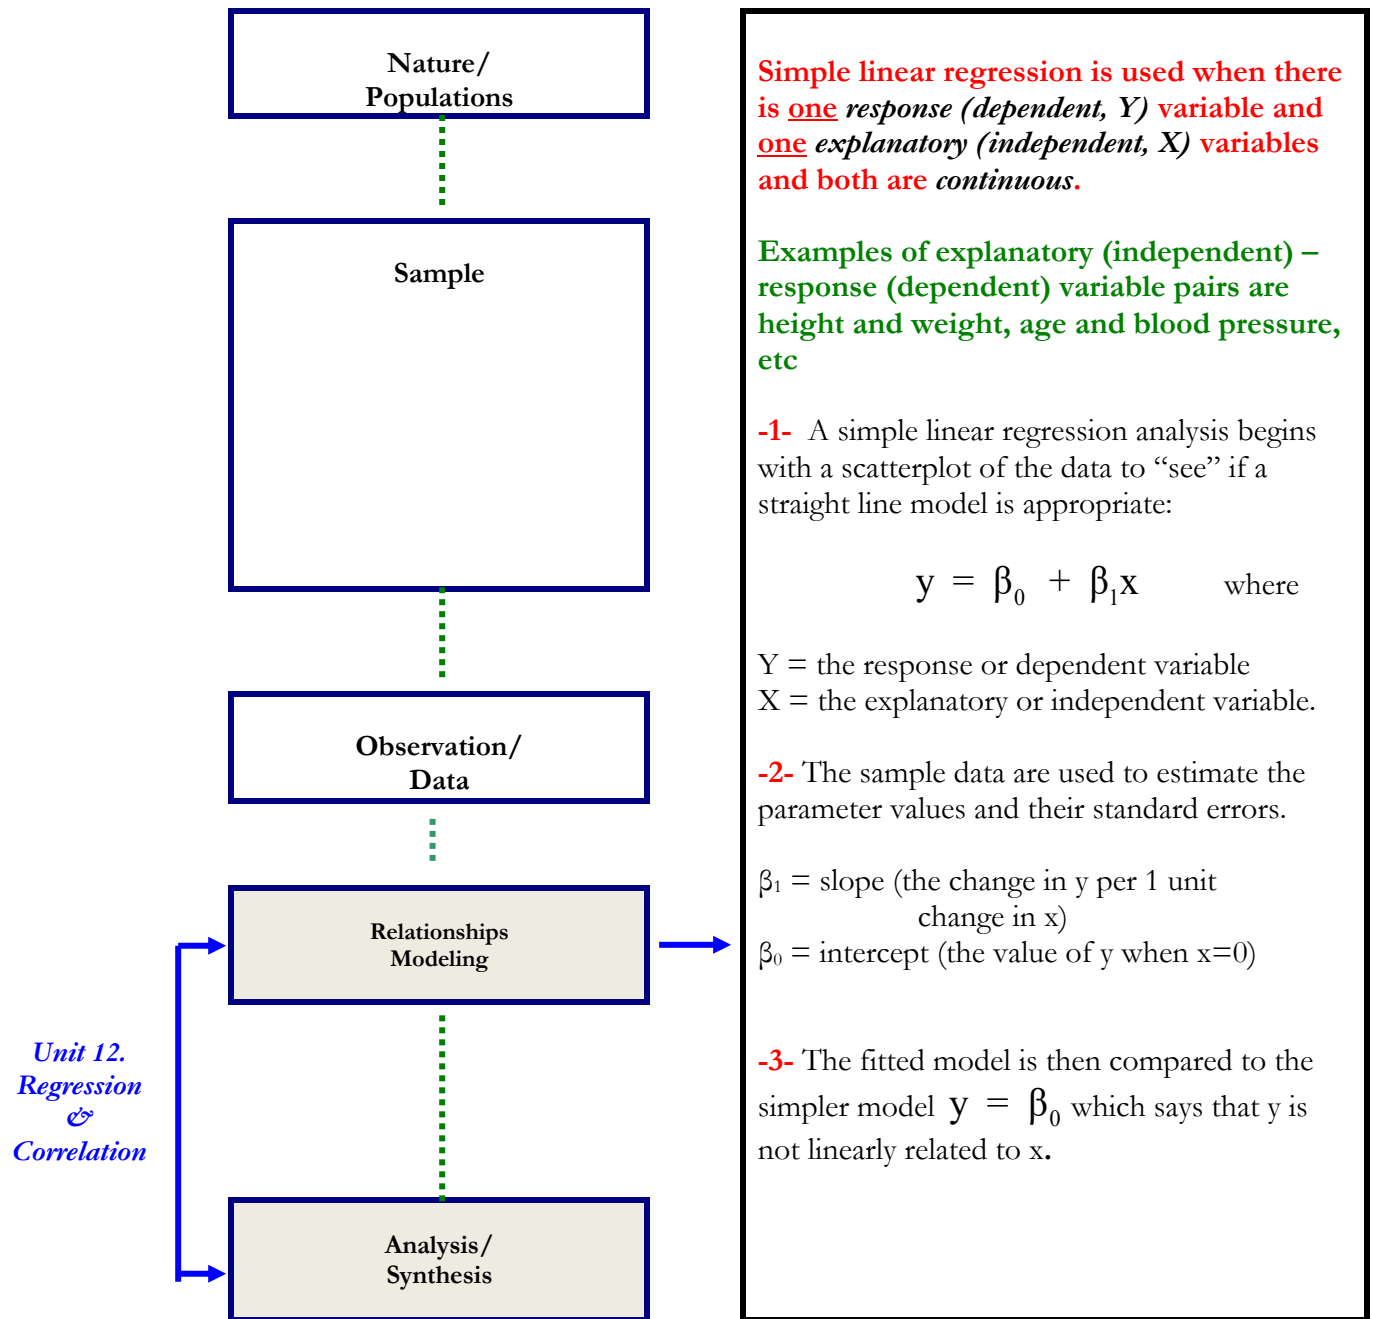 Nature/
Populations
Sample
Observation/
Data
Relationships
Modeling
Unit 12.
Regression
&
Correlation
Analysis/
Synthesis
Simple linear regression is used when there
is one response (dependent, Y) variable and
one explanatory (independent, X) variables
and both are continuous.
Examples of explanatory (independent) –
response (dependent) variable pairs are
height and weight, age and blood pressure,
etc
-1- A simple linear regression analysis begins
with a scatterplot of the data to “see” if a
straight line model is appropriate:
y = β₀ + β₁x where
Y = the response or dependent variable
X = the explanatory or independent variable.
-2- The sample data are used to estimate the
parameter values and their standard errors.
β₁ = slope (the change in y per 1 unit
change in x)
β₀ = intercept (the value of y when x=0)
-3- The fitted model is then compared to the
simpler model y = β₀ which says that y is
not linearly related to x.